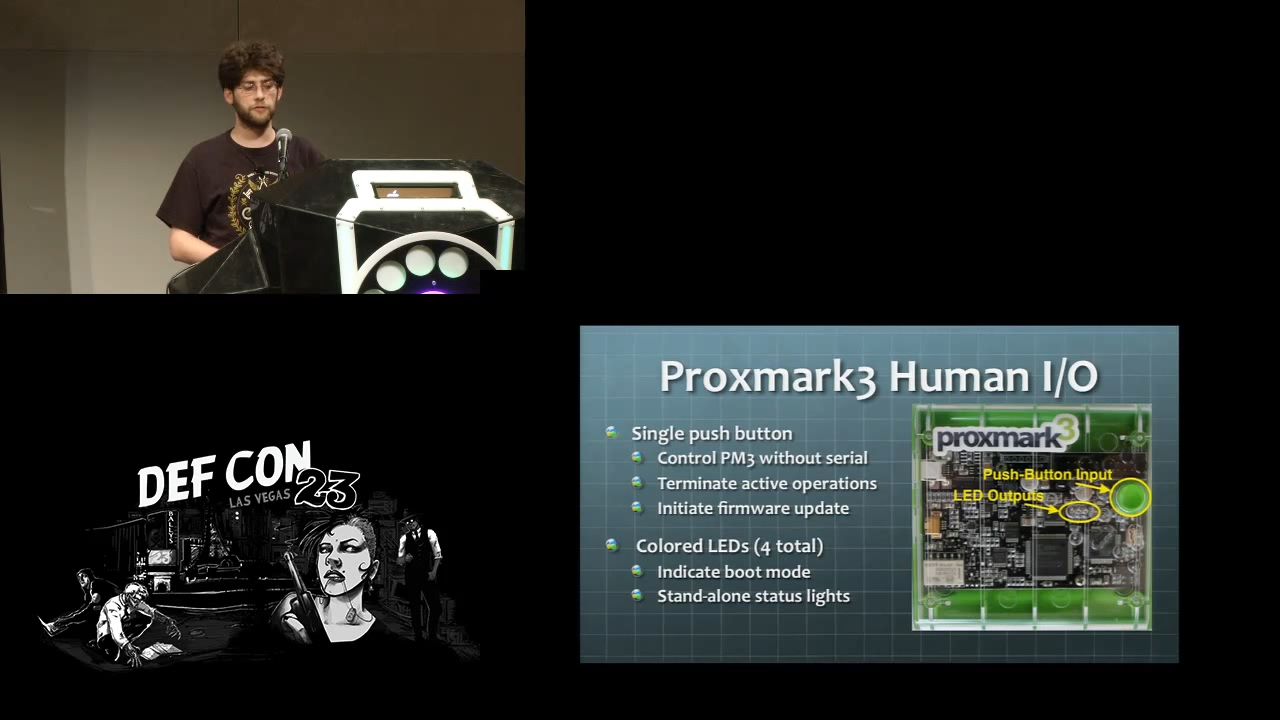 DEF CON
LAS VEGAS 23
BALLYS
Proxmark3 Human I/O
Single push button
Control PM3 without serial
Terminate active operations
Initiate firmware update
Colored LEDs (4 total)
Indicate boot mode
Stand-alone status lights
proxmark3
Push-Button Input
LED Outputs